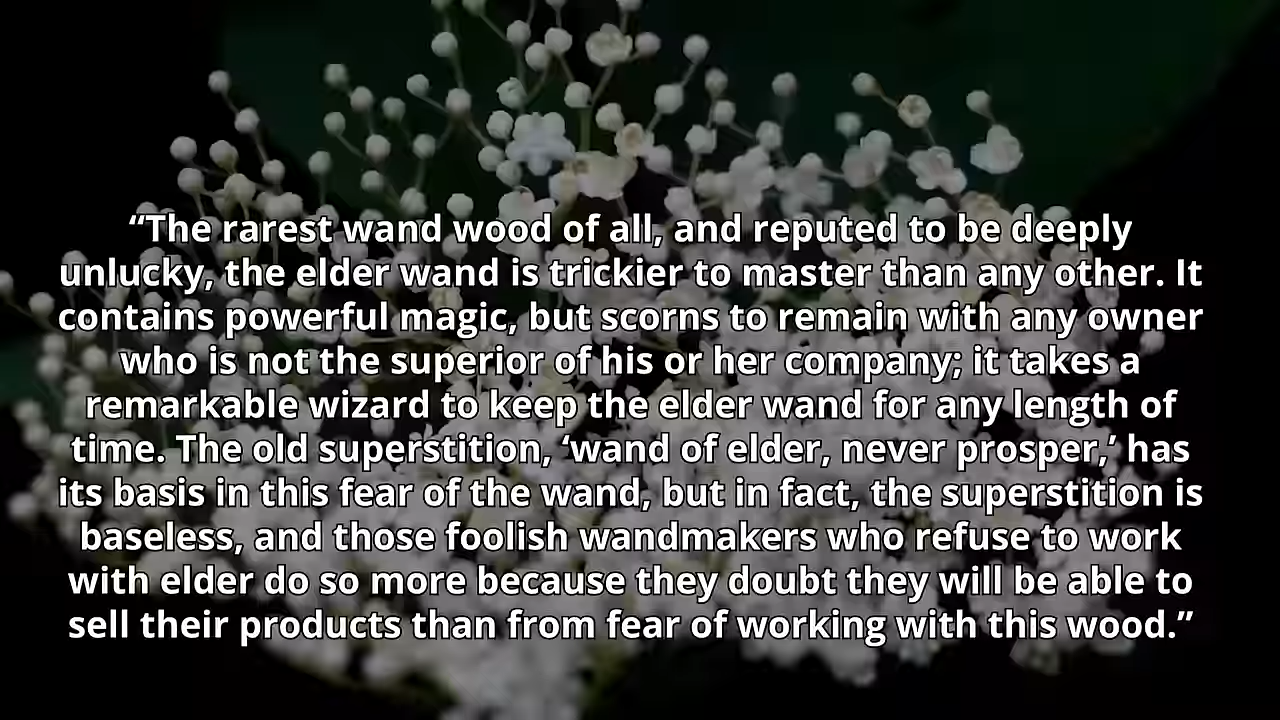 “The rarest wand wood of all, and reputed to be deeply
unlucky, the elder wand is trickier to master than any other. It
contains powerful magic, but scorns to remain with any owner
who is not the superior of his or her company; it takes a
remarkable wizard to keep the elder wand for any length of
time. The old superstition, ‘wand of elder, never prosper,’ has
its basis in this fear of the wand, but in fact, the superstition is
baseless, and those foolish wandmakers who refuse to work
with elder do so more because they doubt they will be able to
sell their products than from fear of working with this wood.”